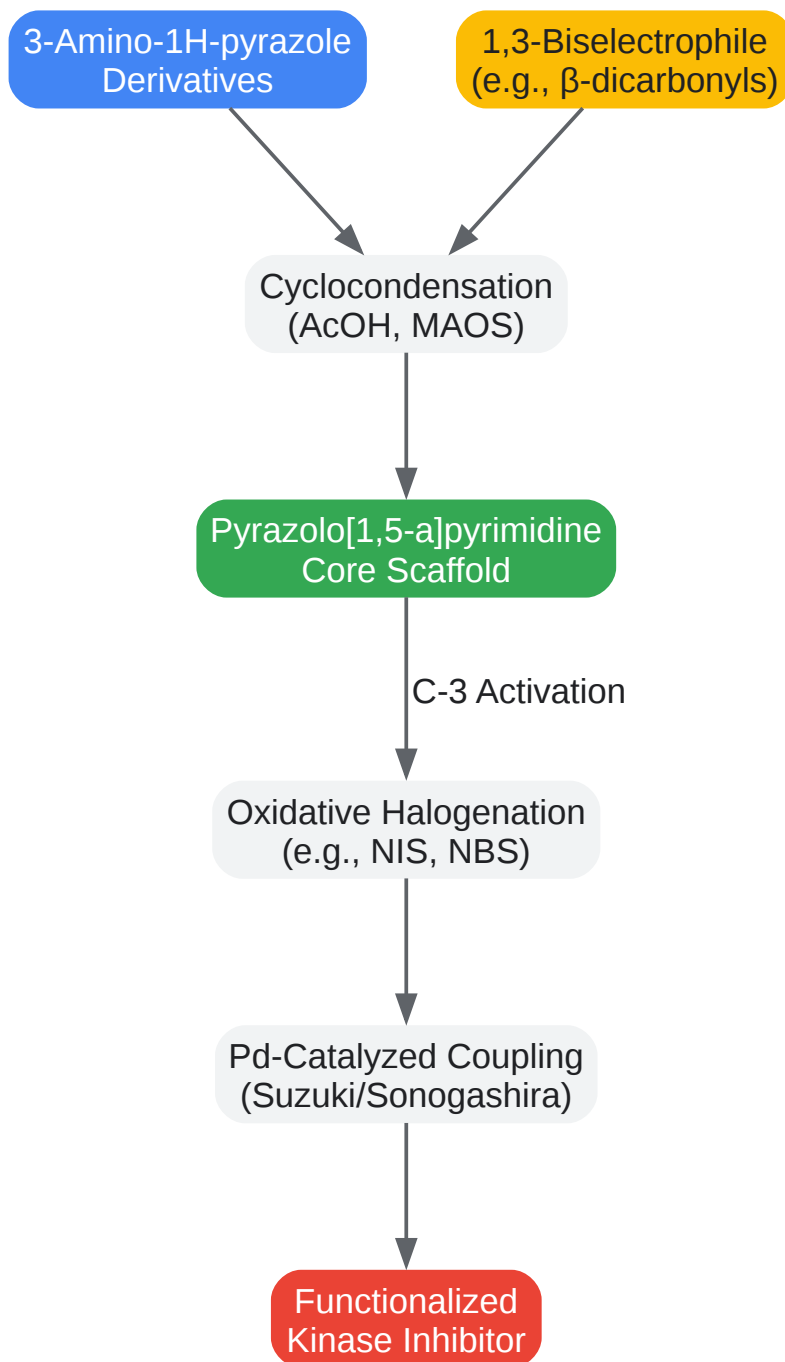 3-Amino-1H-pyrazole
Derivatives
1,3-Biselectrophile
(e.g., β-dicarbonyls)
Cyclocondensation
(AcOH, MAOS)
Pyrazolo[1,5-a]pyrimidine
Core Scaffold
C-3 Activation
Oxidative Halogenation
(e.g., NIS, NBS)
Pd-Catalyzed Coupling
(Suzuki/Sonogashira)
Functionalized
Kinase Inhibitor